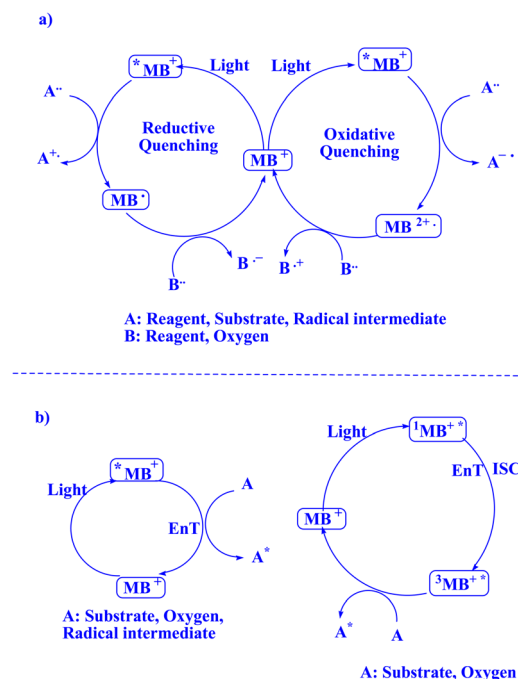 a)
*MB+
Light
Light
*MB+
A··
A··
Reductive
Quenching
Oxidative
Quenching
MB+
A+·
A−·
MB·
MB2+·
B··
B·−
B·+
B··
A: Reagent, Substrate, Radical intermediate
B: Reagent, Oxygen
b)
1MB+*
Light
EnT
ISC
*MB+
Light
A
EnT
MB+
A*
MB+
3MB+*
A: Substrate, Oxygen,
Radical intermediate
A*
A
A: Substrate, Oxygen